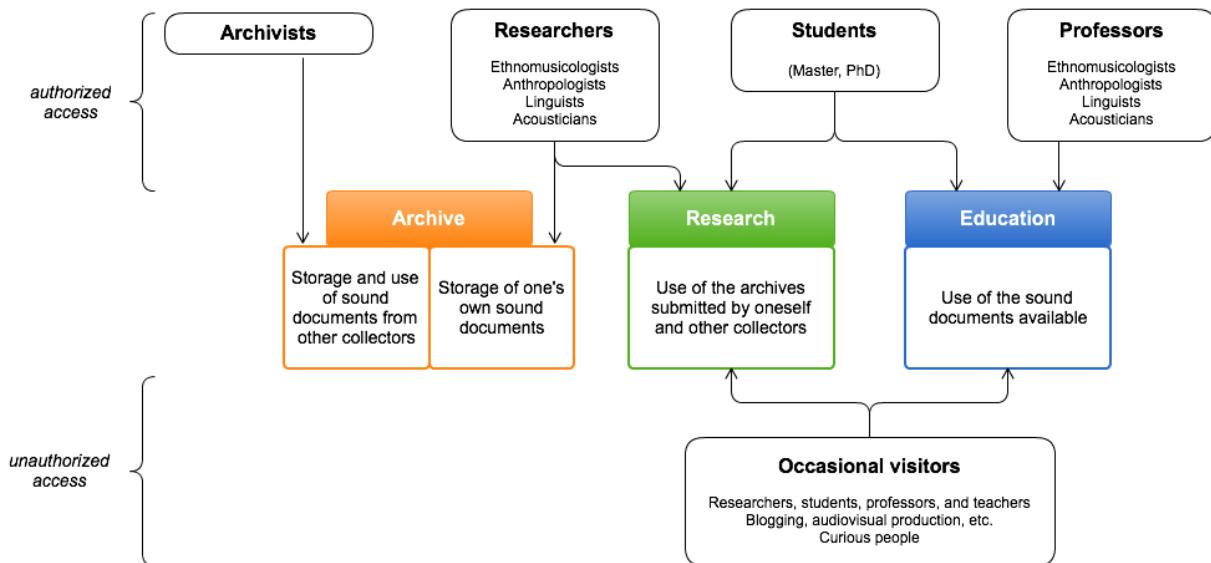 Archivists
Researchers
Ethnomusicologists
Anthropologists
Linguists
Acousticians
Students
(Master, PhD)
Professors
Ethnomusicologists
Anthropologists
Linguists
Acousticians
authorized
access
Archive
Storage and use
of sound
documents from
other collectors
Storage of one's
own sound
documents
Research
Use of the archives
submitted by oneself
and other collectors
Education
Use of the sound
documents available
unauthorized
access
Occasional visitors
Researchers, students, professors, and teachers
Blogging, audiovisual production, etc.
Curious people